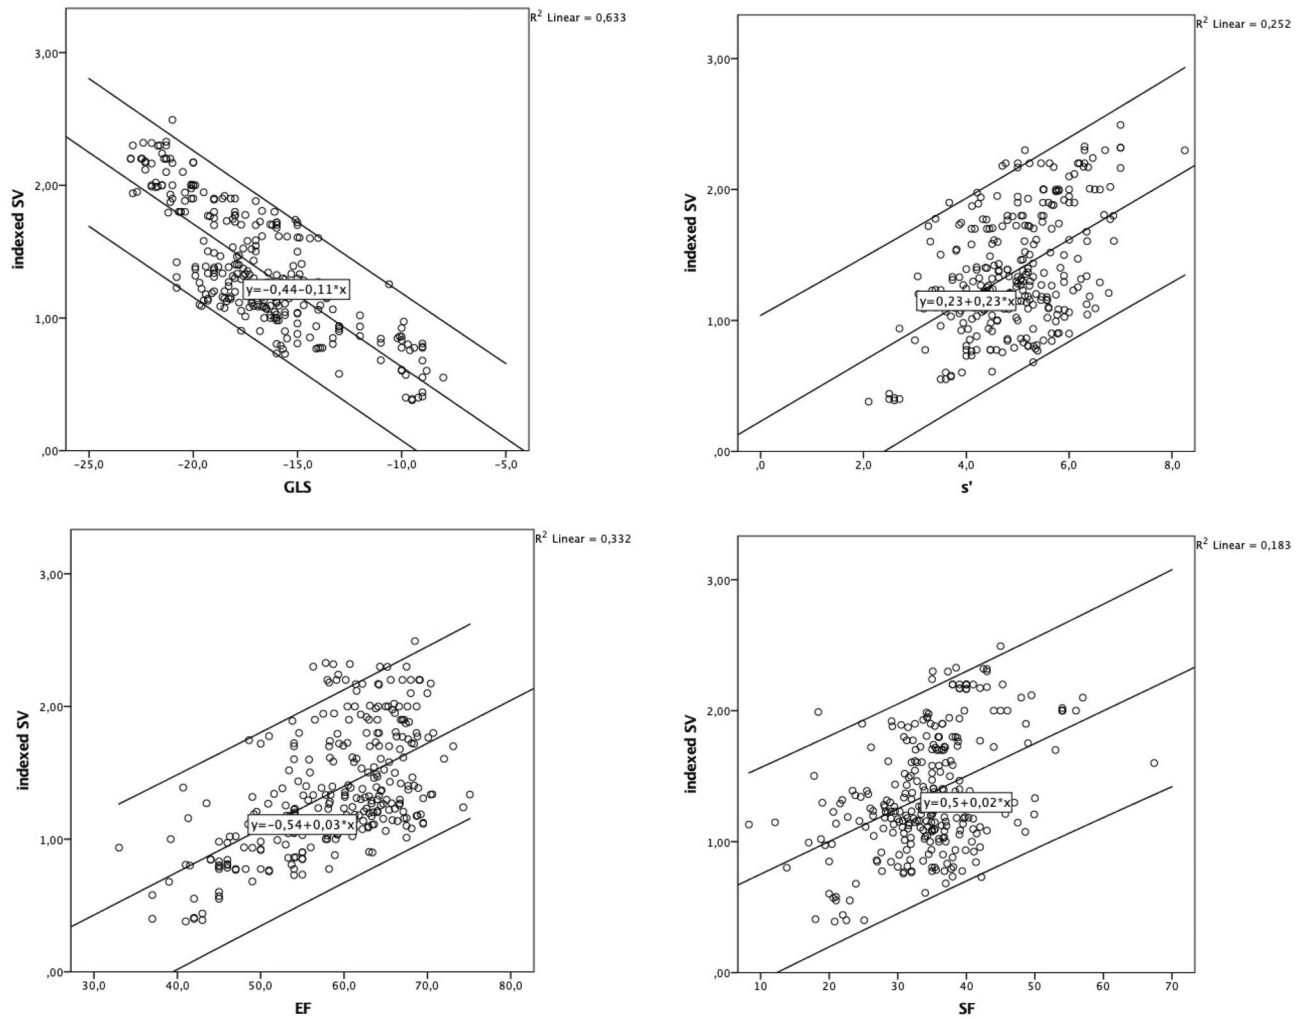 R2 Linear = 0,633
3,00
2,00
1,00
,00
indexed SV
y=-0,44-0,11*x
-25,0 -20,0 -15,0 -10,0 -5,0
GLS
R2 Linear = 0,252
3,00
2,00
1,00
,00
indexed SV
y=0,23+0,23*x
,0 2,0 4,0 6,0 8,0
s'
R2 Linear = 0,332
3,00
2,00
1,00
,00
indexed SV
y=-0,54+0,03*x
30,0 40,0 50,0 60,0 70,0 80,0
EF
R2 Linear = 0,183
3,00
2,00
1,00
,00
indexed SV
y=0,5+0,02*x
10 20 30 40 50 60 70
SF